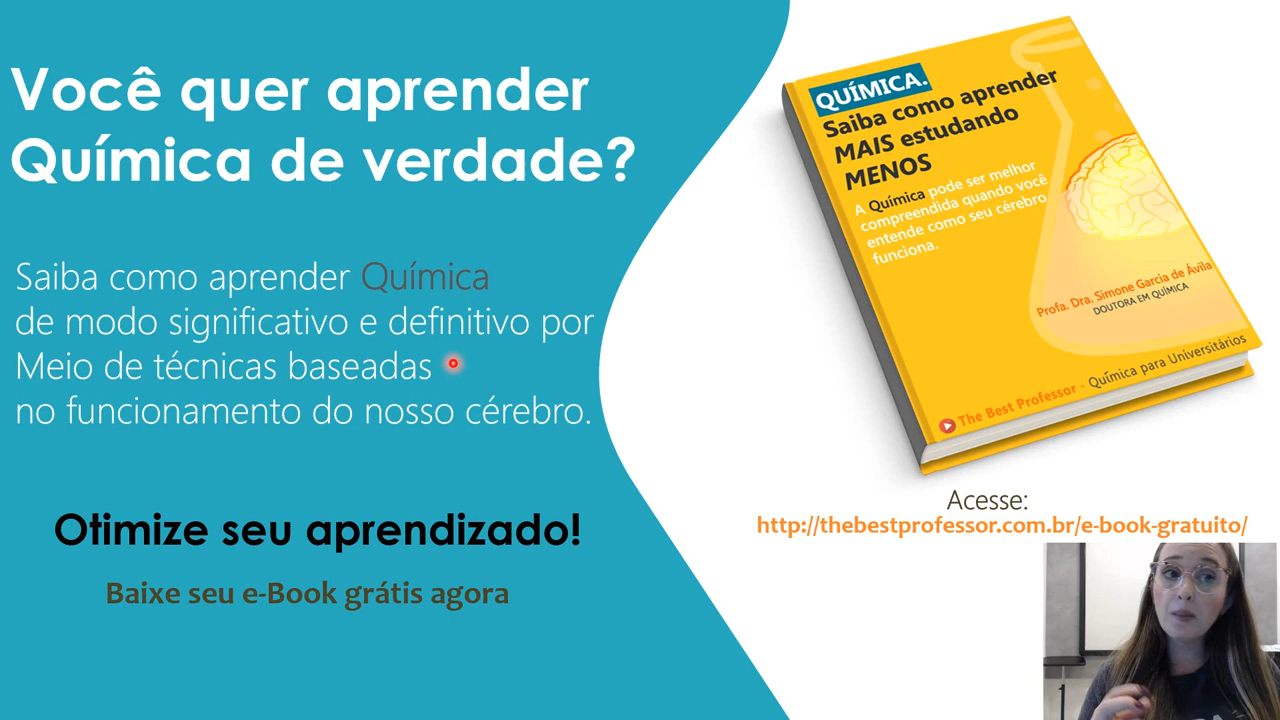 Você quer aprender
Química de verdade?
Saiba como aprender Química
de modo significativo e definitivo por
Meio de técnicas baseadas
no funcionamento do nosso cérebro.
Otimize seu aprendizado!
Baixe seu e-Book grátis agora
QUÍMICA.
Saiba como aprender
MAIS estudando
MENOS
A Química pode ser melhor
compreendida quando você
entende como seu cérebro
funciona.
Profa. Dra. Simone Garcia de Ávila
DOUTORA EM QUÍMICA
The Best Professor - Química para Universitários
Acesse:
http://thebestprofessor.com.br/e-book-gratuito/